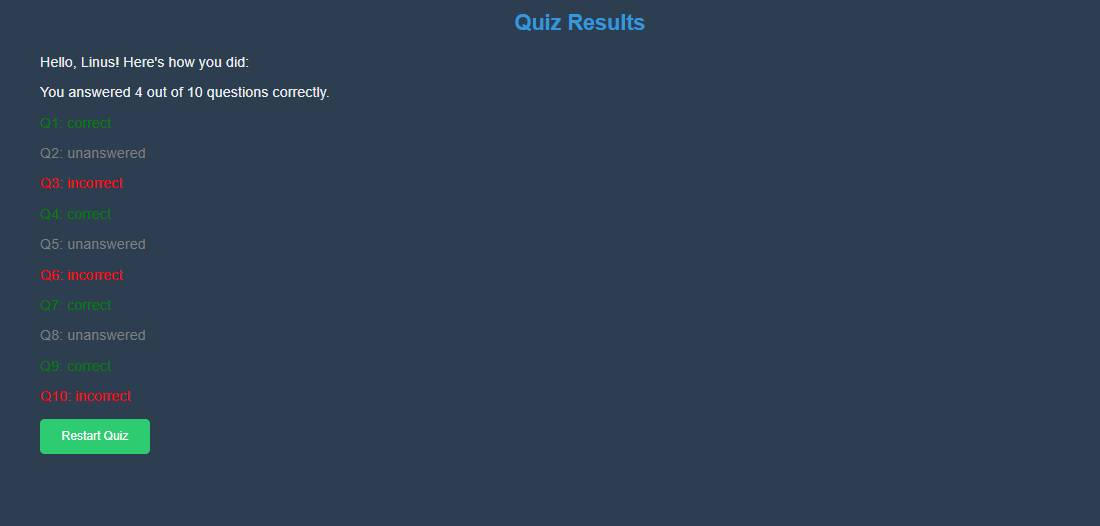 Quiz Results
Hello, Linus! Here's how you did:
You answered 4 out of 10 questions correctly.
Q1: correct
Q2: unanswered
Q3: incorrect
Q4: correct
Q5: unanswered
Q6: incorrect
Q7: correct
Q8: unanswered
Q9: correct
Q10: incorrect
Restart Quiz